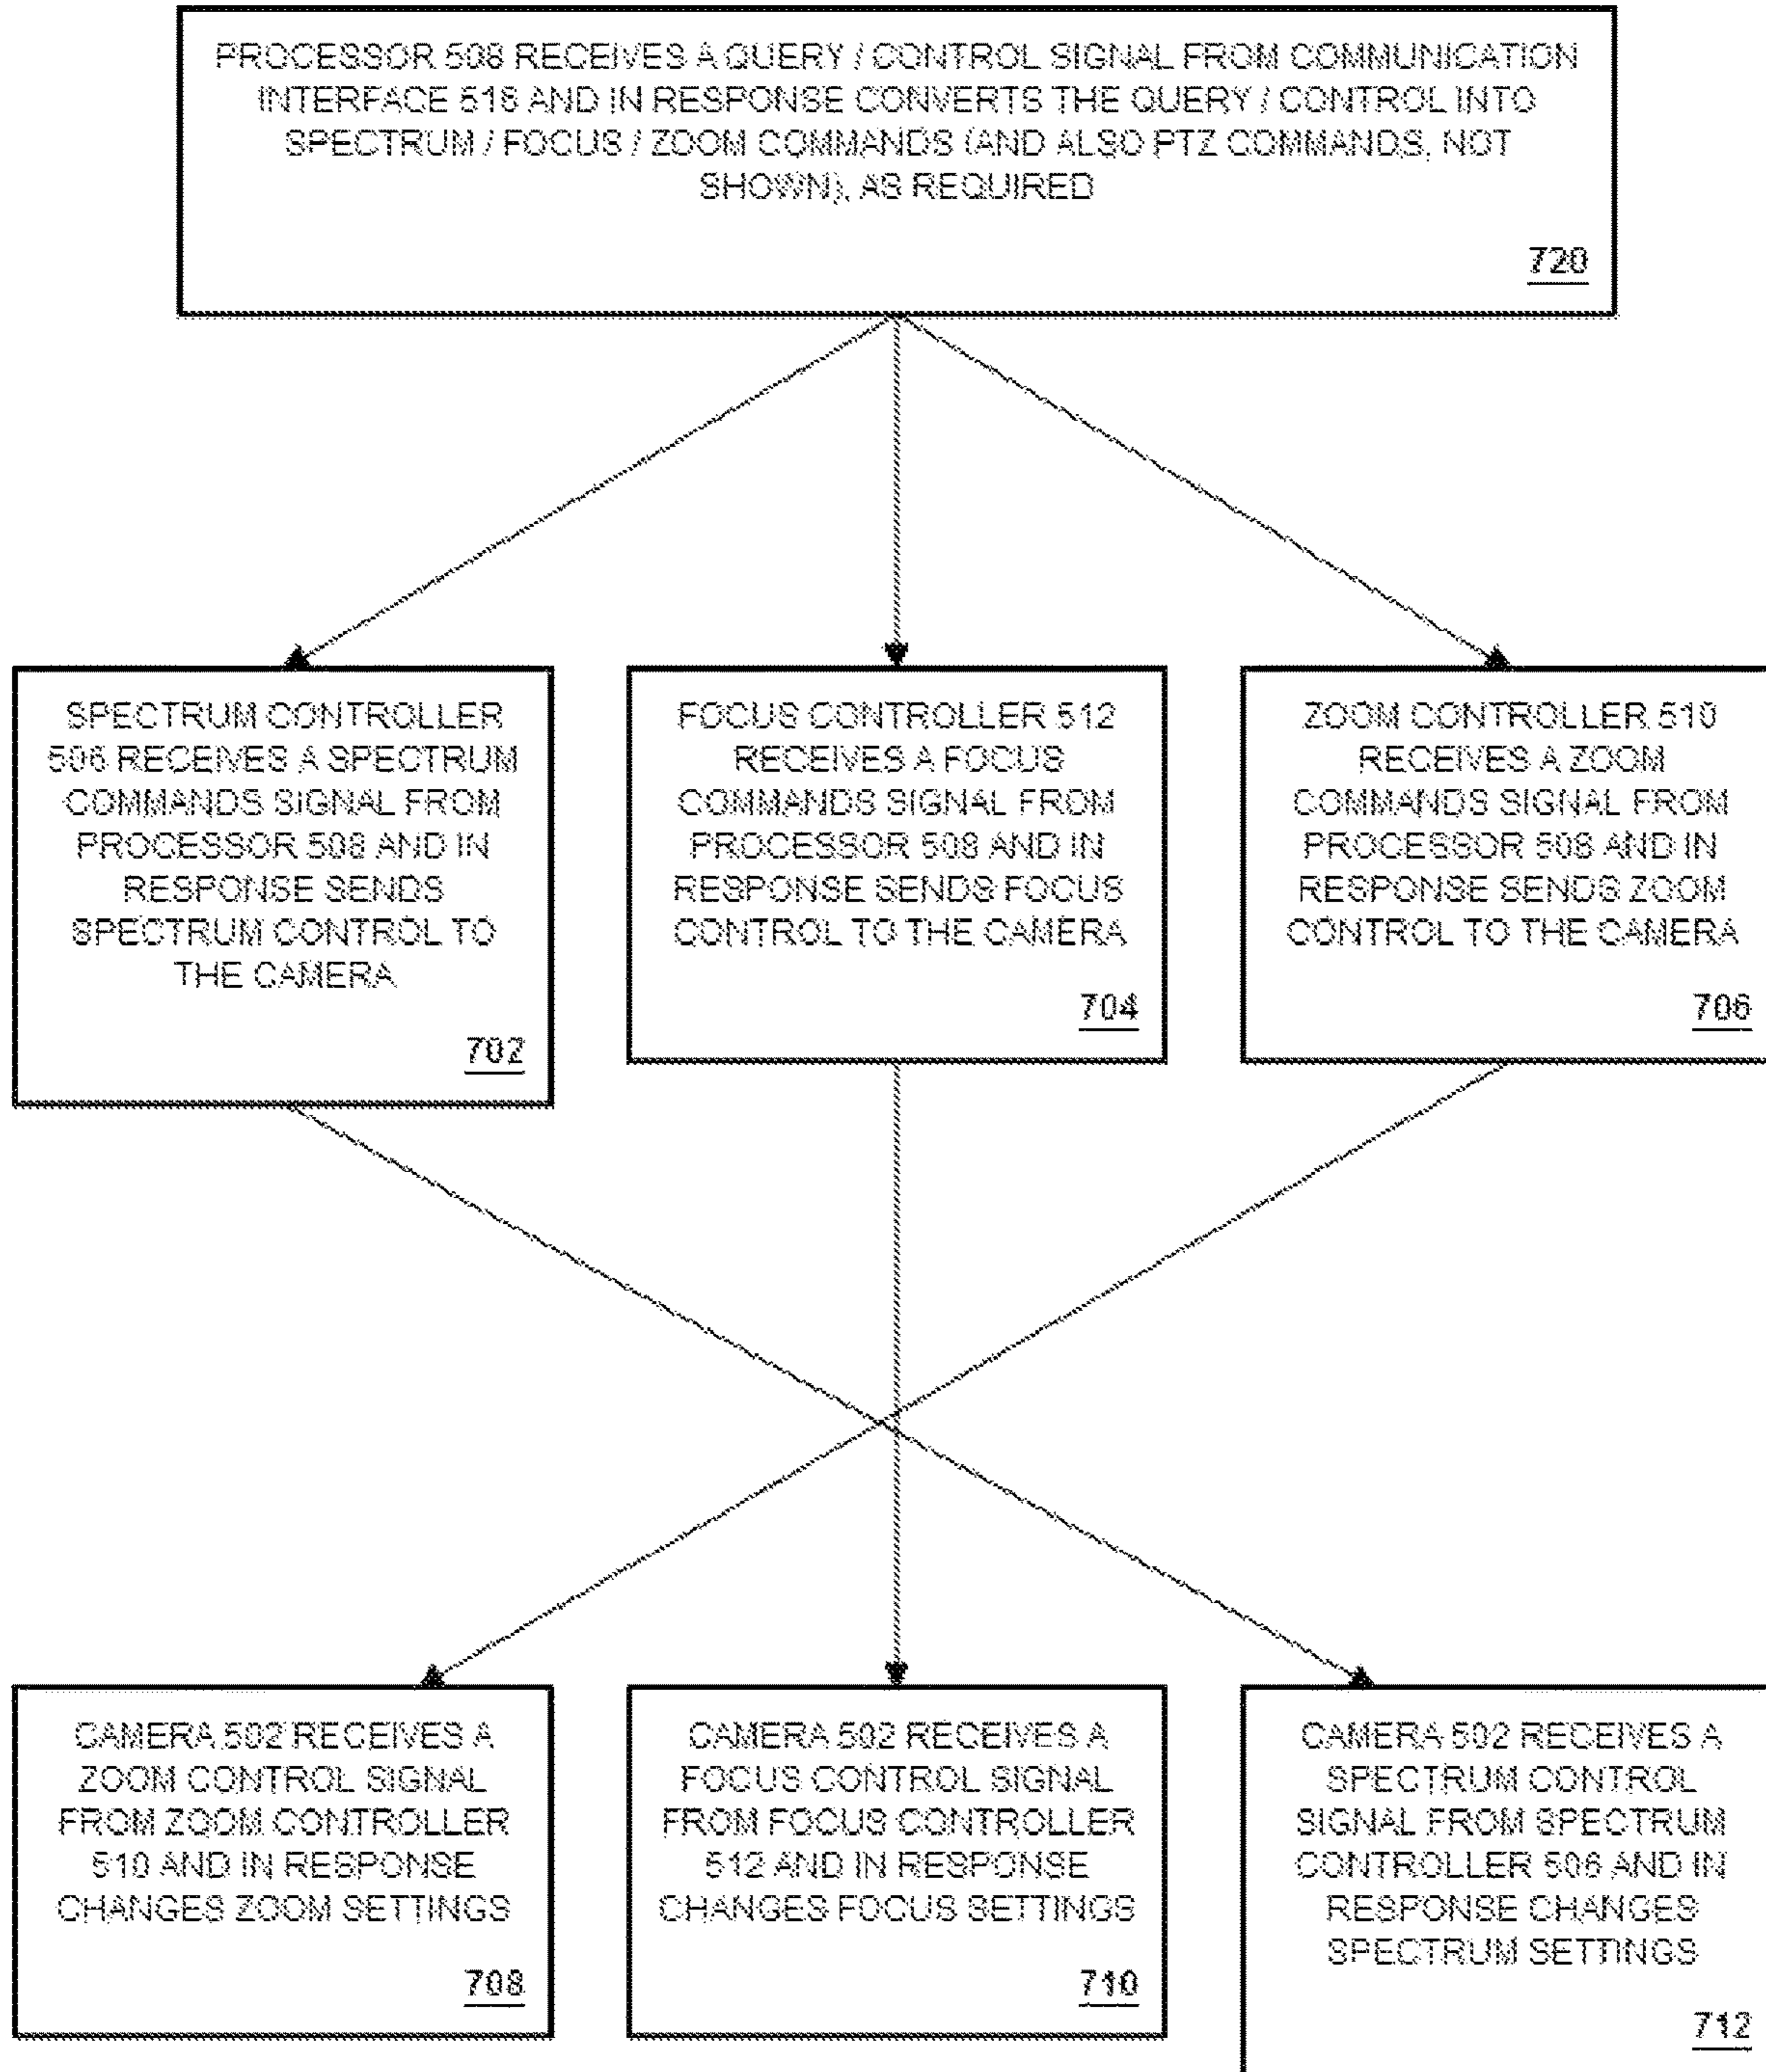 PROCESSOR 508 RECEIVES A QUERY / CONTROL SIGNAL FROM COMMUNICATION
INTERFACE 516 AND IN RESPONSE CONVERTS THE QUERY / CONTROL INTO
SPECTRUM / FOCUS / ZOOM COMMANDS (AND ALSO PTZ COMMANDS, NOT
SHOWN), AS REQUIRED
720
SPECTRUM CONTROLLER
506 RECEIVES A SPECTRUM
COMMANDS SIGNAL FROM
PROCESSOR 508 AND IN
RESPONSE SENDS
SPECTRUM CONTROL TO
THE CAMERA
702
FOCUS CONTROLLER 512
RECEIVES A FOCUS
COMMANDS SIGNAL FROM
PROCESSOR 508 AND IN
RESPONSE SENDS FOCUS
CONTROL TO THE CAMERA
704
ZOOM CONTROLLER 510
RECEIVES A ZOOM
COMMANDS SIGNAL FROM
PROCESSOR 508 AND IN
RESPONSE SENDS ZOOM
CONTROL TO THE CAMERA
706
CAMERA 502 RECEIVES A
ZOOM CONTROL SIGNAL
FROM ZOOM CONTROLLER
510 AND IN RESPONSE
CHANGES ZOOM SETTINGS
708
CAMERA 502 RECEIVES A
FOCUS CONTROL SIGNAL
FROM FOCUS CONTROLLER
512 AND IN RESPONSE
CHANGES FOCUS SETTINGS
710
CAMERA 502 RECEIVES A
SPECTRUM CONTROL
SIGNAL FROM SPECTRUM
CONTROLLER 506 AND IN
RESPONSE CHANGES
SPECTRUM SETTINGS
712